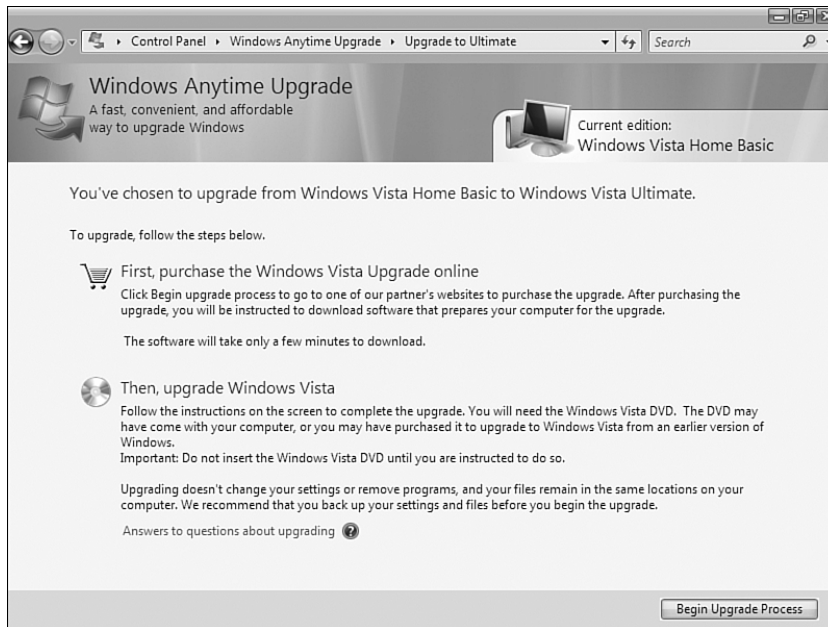 Control Panel ▸ Windows Anytime Upgrade ▸ Upgrade to Ultimate
Search
Windows Anytime Upgrade
A fast, convenient, and affordable
way to upgrade Windows
Current edition:
Windows Vista Home Basic
You've chosen to upgrade from Windows Vista Home Basic to Windows Vista Ultimate.
To upgrade, follow the steps below.
First, purchase the Windows Vista Upgrade online
Click Begin upgrade process to go to one of our partner's websites to purchase the upgrade. After purchasing the
upgrade, you will be instructed to download software that prepares your computer for the upgrade.
The software will take only a few minutes to download.
Then, upgrade Windows Vista
Follow the instructions on the screen to complete the upgrade. You will need the Windows Vista DVD. The DVD may
have come with your computer, or you may have purchased it to upgrade to Windows Vista from an earlier version of
Windows.
Important: Do not insert the Windows Vista DVD until you are instructed to do so.
Upgrading doesn't change your settings or remove programs, and your files remain in the same locations on your
computer. We recommend that you back up your settings and files before you begin the upgrade.
Answers to questions about upgrading
Begin Upgrade Process